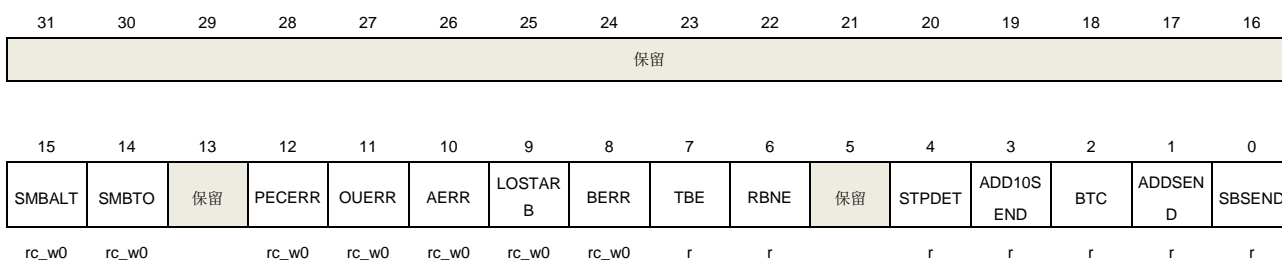 31 30 29 28 27 26 25 24 23 22 21 20 19 18 17 16
保留
15 14 13 12 11 10 9 8 7 6 5 4 3 2 1 0
SMBALT SMBTO 保留 PECERR OUERR AERR LOSTAR B BERR TBE RBNE 保留 STPDET ADD10S END BTC ADDSEN D SBSEND
rc_w0 rc_w0 rc_w0 rc_w0 rc_w0 rc_w0 rc_w0 r r r r r r r